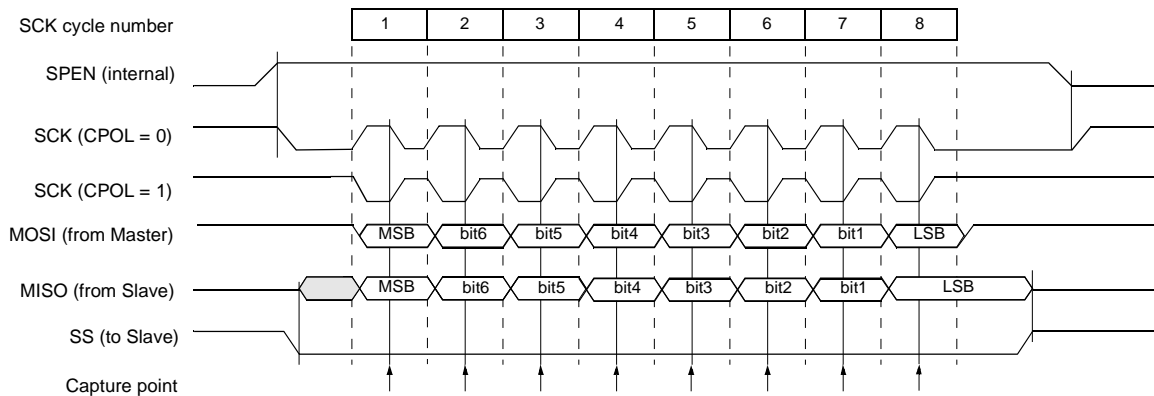 SCK cycle number 1 2 3 4 5 6 7 8
SPEN (internal)
SCK (CPOL = 0)
SCK (CPOL = 1)
MOSI (from Master) MSB bit6 bit5 bit4 bit3 bit2 bit1 LSB
MISO (from Slave) MSB bit6 bit5 bit4 bit3 bit2 bit1 LSB
SS (to Slave)
Capture point